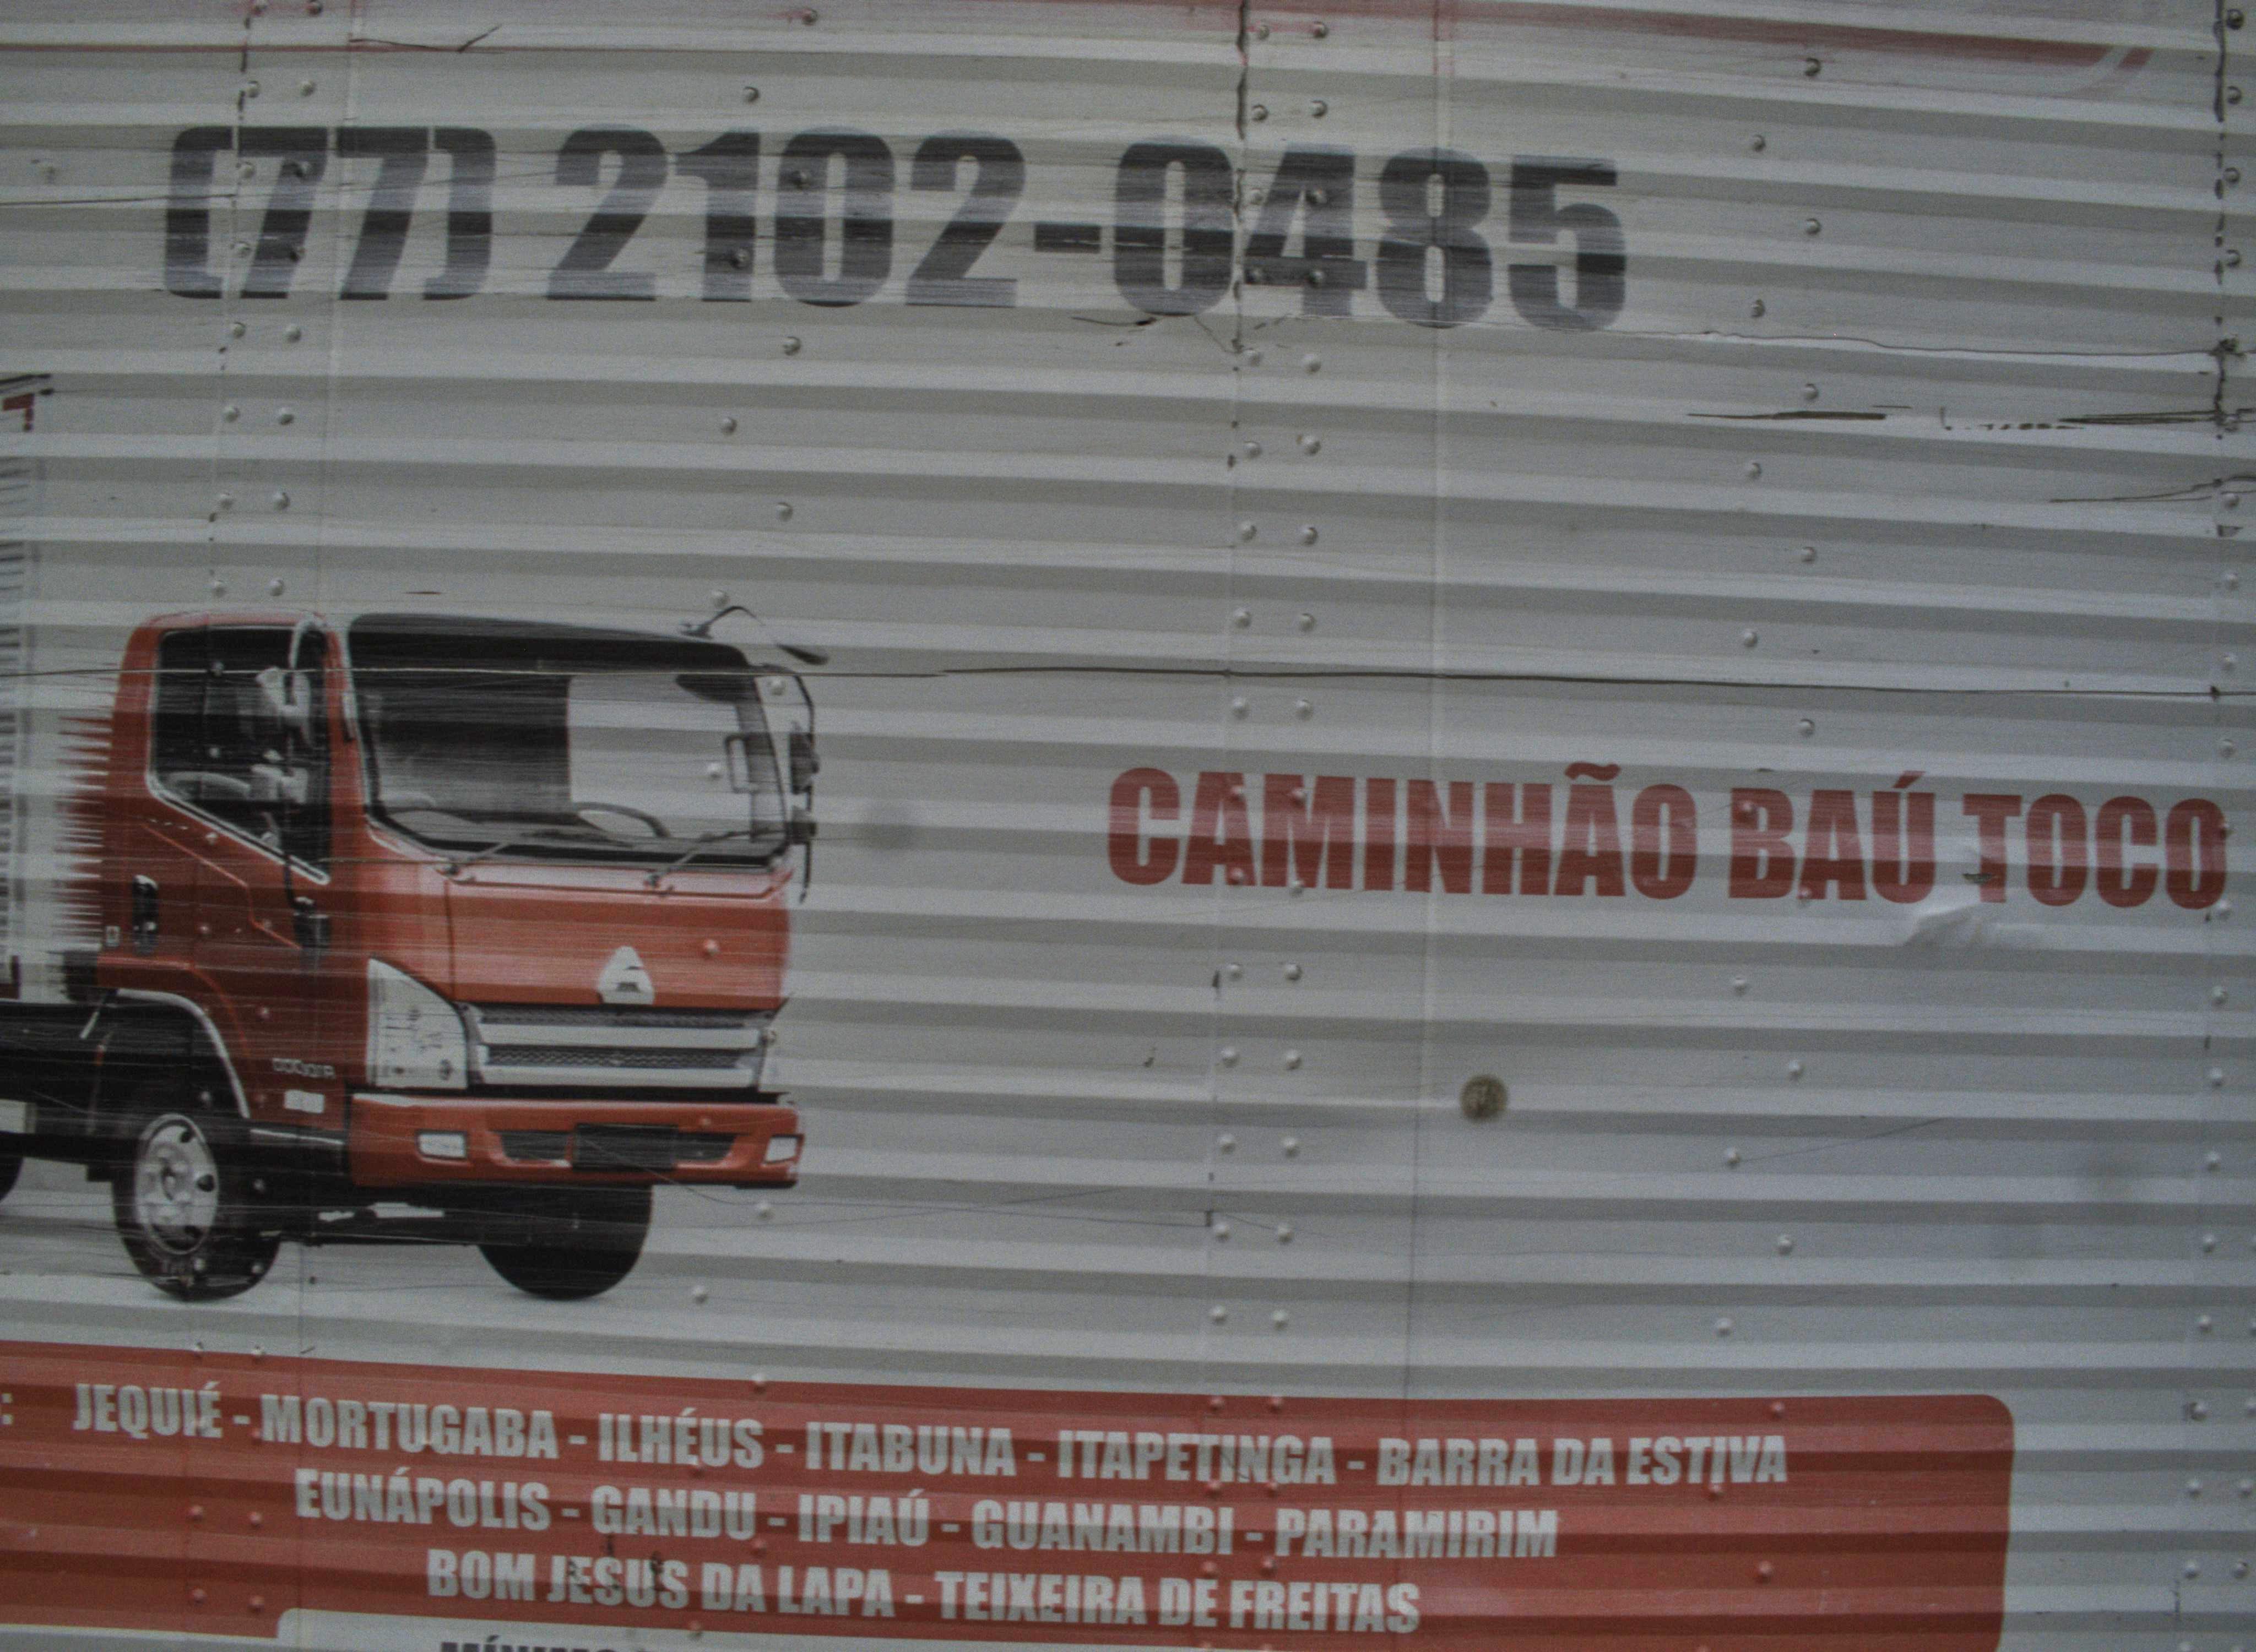 (77) 2102-0485
CAMINHÃO BAÚ TOCO
: JEQUIÉ - MORTUGABA - ILHÉUS - ITABUNA - ITAPETINGA - BARRA DA ESTIVA
EUNÁPOLIS - GANDU - IPIAÚ - GUANAMBI - PARAMIRIM
BOM JESUS DA LAPA - TEIXEIRA DE FREITAS